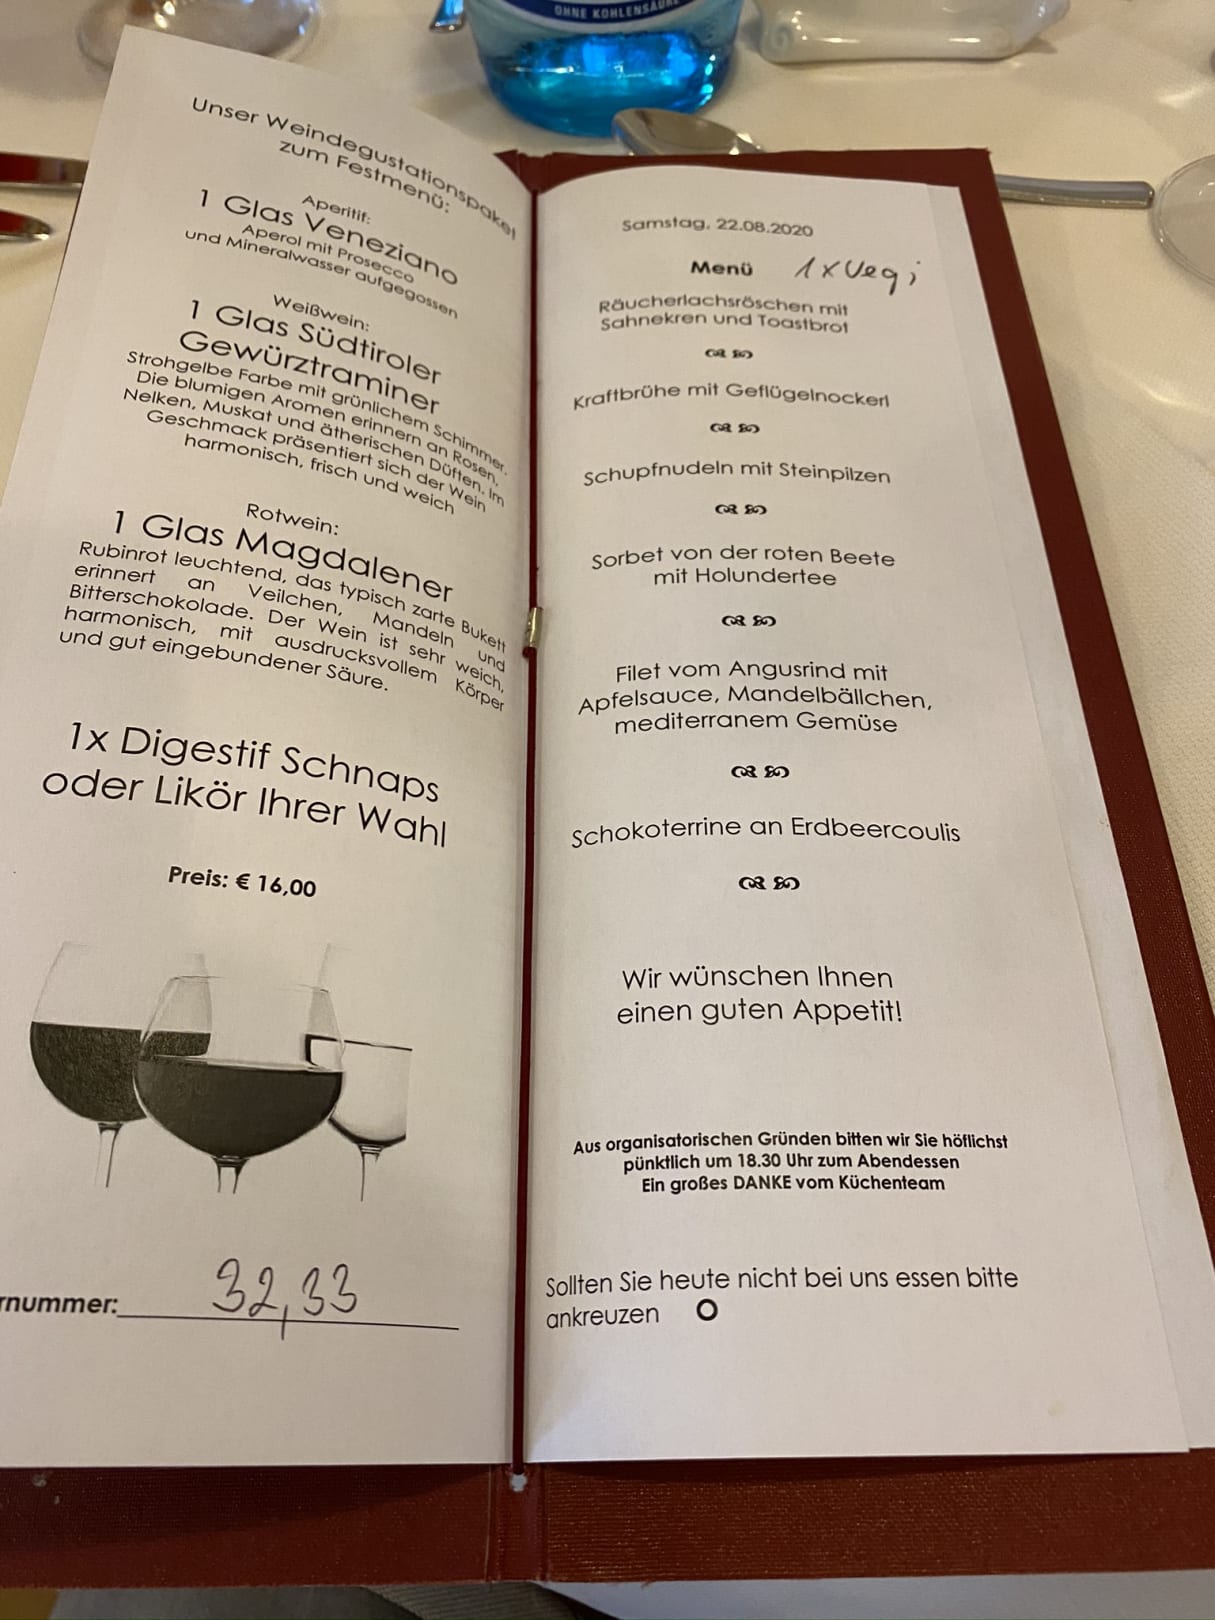 OHNE KOHLENSÄURE
Unser Weindegustationspaket
zum Festmenü:
Aperitif:
1 Glas Veneziano
Aperol mit Prosecco
und Mineralwasser aufgegossen
Weißwein:
1 Glas Südtiroler
Gewürztraminer
Strohgelbe Farbe mit grünlichem Schimmer.
Die blumigen Aromen erinnern an Rosen,
Nelken, Muskat und ätherischen Düften. Im
Geschmack präsentiert sich der Wein
harmonisch, frisch und weich
Rotwein:
1 Glas Magdalener
Rubinrot leuchtend, das typisch zarte Bukett
erinnert an Veilchen, Mandeln und
Bitterschokolade. Der Wein ist sehr weich,
harmonisch, mit ausdrucksvollem Körper
und gut eingebundener Säure.
1x Digestif Schnaps
oder Likör Ihrer Wahl
Preis: € 16,00
rnummer: 32,33
Samstag, 22.08.2020
Menü 1xVegi
Räucherlachsröschen mit
Sahnekren und Toastbrot
Kraftbrühe mit Geflügelnockerl
Schupfnudeln mit Steinpilzen
Sorbet von der roten Beete
mit Holundertee
Filet vom Angusrind mit
Apfelsauce, Mandelbällchen,
mediterranem Gemüse
Schokoterrine an Erdbeercoulis
Wir wünschen Ihnen
einen guten Appetit!
Aus organisatorischen Gründen bitten wir Sie höflichst
pünktlich um 18.30 Uhr zum Abendessen
Ein großes DANKE vom Küchenteam
Sollten Sie heute nicht bei uns essen bitte
ankreuzen